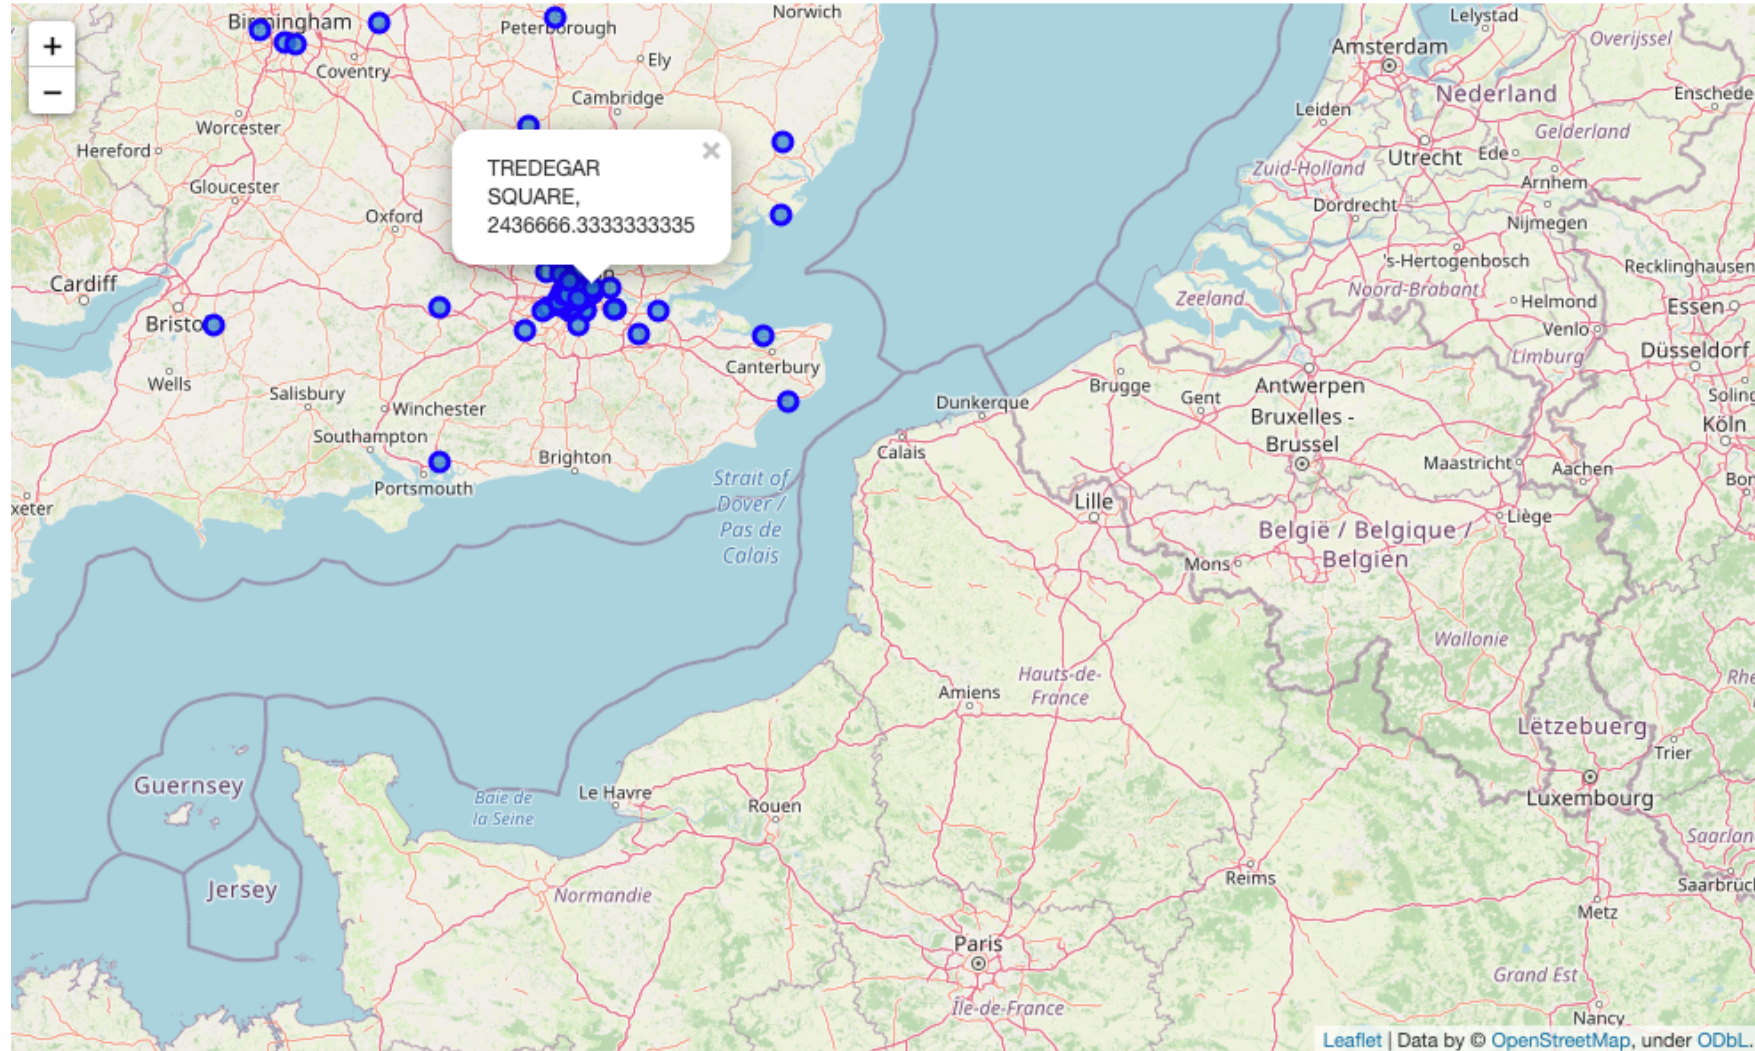 +
−
Birmingham
Peterborough
Norwich
Ely
Coventry
Cambridge
Worcester
Hereford
Gloucester
Oxford
Cardiff
Wells
Salisbury
Winchester
Southampton
Portsmouth
Brighton
Canterbury
×
TREDEGAR
SQUARE,
2436666.3333333335
Strait of
Dover /
Pas de
Calais
Lelystad
Overijssel
Amsterdam
Nederland
Enschede
Leiden
Gelderland
Utrecht
Ede
Zuid-Holland
Arnhem
Dordrecht
Nijmegen
's-Hertogenbosch
Recklinghausen
Zeeland
Noord-Brabant
Helmond
Essen
Venlo
Limburg
Düsseldorf
Brugge
Gent
Antwerpen
Dunkerque
Bruxelles -
Brussel
Köln
Calais
Maastricht
Aachen
Lille
Liège
België / Belgique /
Belgien
Mons
Wallonie
Hauts-de-
France
Amiens
Lëtzebuerg
Trier
Luxembourg
Guernsey
Baie de
la Seine
Le Havre
Rouen
Jersey
Normandie
Reims
Metz
Paris
Grand Est
Île-de-France
Nancy
Leaflet | Data by © OpenStreetMap, under ODbL.